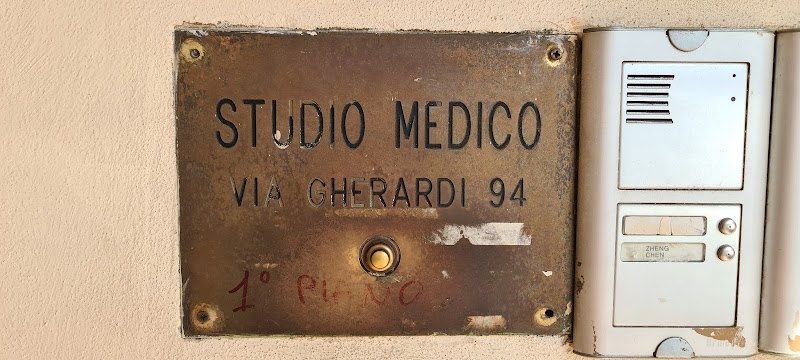 STUDIO MEDICO
VIA GHERARDI 94
1° PIANO
ZHENG
CHEN